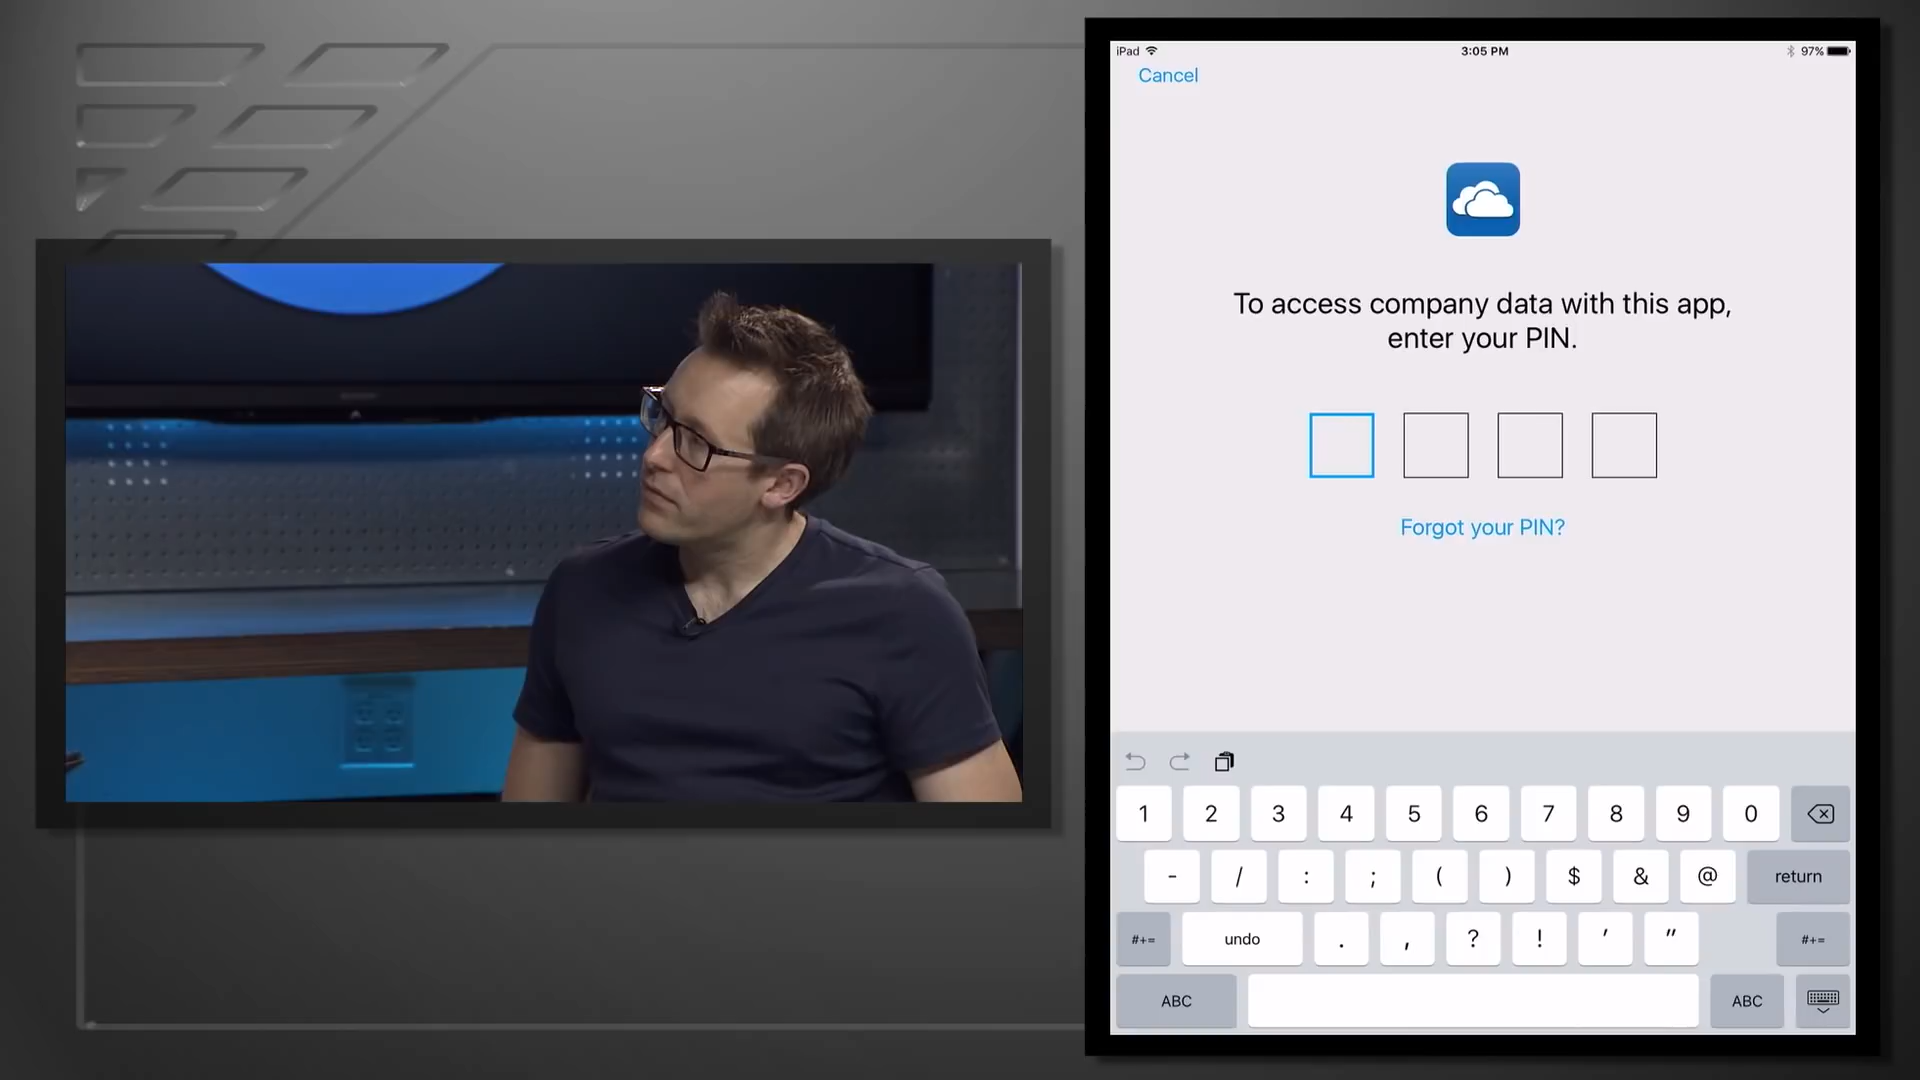 iPad 3:05 PM 97%
Cancel
To access company data with this app,
enter your PIN.
Forgot your PIN?
1 2 3 4 5 6 7 8 9 0
- / : ; ( ) $ & @ return
#+= undo . , ? ! ' " #+=
ABC ABC